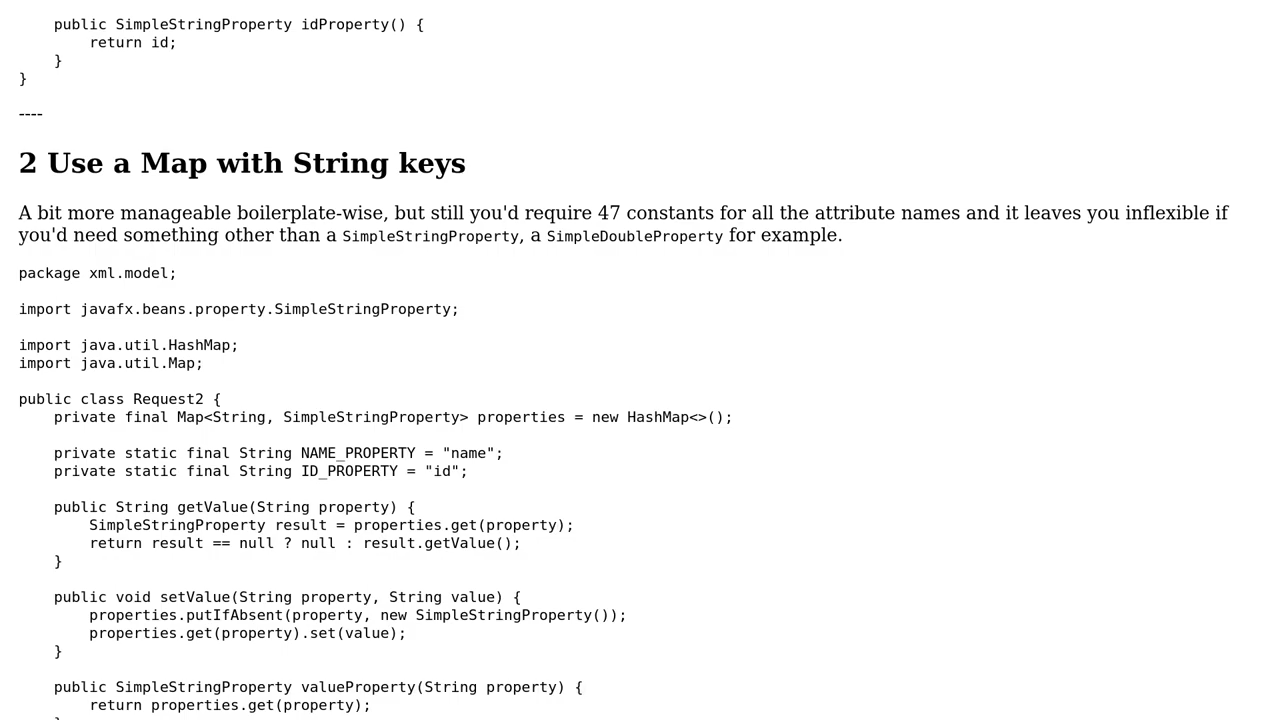 public SimpleStringProperty idProperty() {
        return id;
    }
}
----
2 Use a Map with String keys
A bit more manageable boilerplate-wise, but still you'd require 47 constants for all the attribute names and it leaves you inflexible if
you'd need something other than a SimpleStringProperty, a SimpleDoubleProperty for example.
package xml.model;
import javafx.beans.property.SimpleStringProperty;
import java.util.HashMap;
import java.util.Map;
public class Request2 {
    private final Map<String, SimpleStringProperty> properties = new HashMap<>();
    private static final String NAME_PROPERTY = "name";
    private static final String ID_PROPERTY = "id";
    public String getValue(String property) {
        SimpleStringProperty result = properties.get(property);
        return result == null ? null : result.getValue();
    }
    public void setValue(String property, String value) {
        properties.putIfAbsent(property, new SimpleStringProperty());
        properties.get(property).set(value);
    }
    public SimpleStringProperty valueProperty(String property) {
        return properties.get(property);